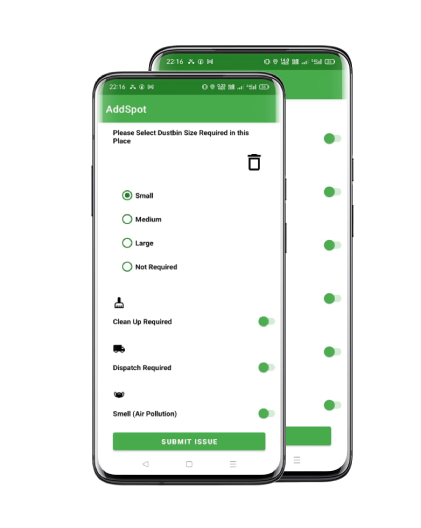 22:16
22:16
AddSpot
Please Select Dustbin Size Required in this
Place
Small
Medium
Large
Not Required
Clean Up Required
Dispatch Required
Smell (Air Pollution)
SUBMIT ISSUE